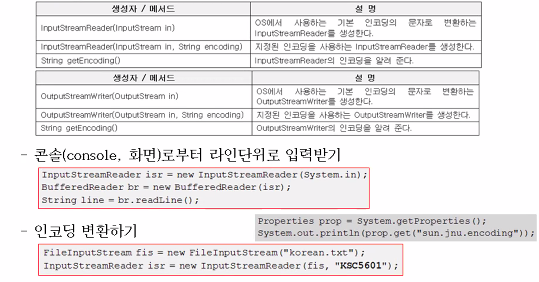 생성자 / 메서드 설 명
InputStreamReader(InputStream in) OS에서 사용하는 기본 인코딩의 문자로 변환하는
InputStreamReader를 생성한다.
InputStreamReader(InputStream in, String encoding) 지정된 인코딩을 사용하는 InputStreamReader를 생성한다.
String getEncoding() InputStreamReader의 인코딩을 알려 준다.
생성자 / 메서드 설 명
OutputStreamWriter(OutputStream in) OS에서 사용하는 기본 인코딩의 문자로 변환하는
OutputStreamWriter를 생성한다.
OutputStreamWriter(OutputStream in, String encoding) 지정된 인코딩을 사용하는 OutputStreamWriter를 생성한다.
String getEncoding() OutputStreamWriter의 인코딩을 알려 준다.
- 콘솔(console, 화면)로부터 라인단위로 입력받기
InputStreamReader isr = new InputStreamReader(System.in);
BufferedReader br = new BufferedReader(isr);
String line = br.readLine();
Properties prop = System.getProperties();
System.out.println(prop.get("sun.jnu.encoding"));
- 인코딩 변환하기
FileInputStream fis = new FileInputStream("korean.txt");
InputStreamReader isr = new InputStreamReader(fis, "KSC5601");